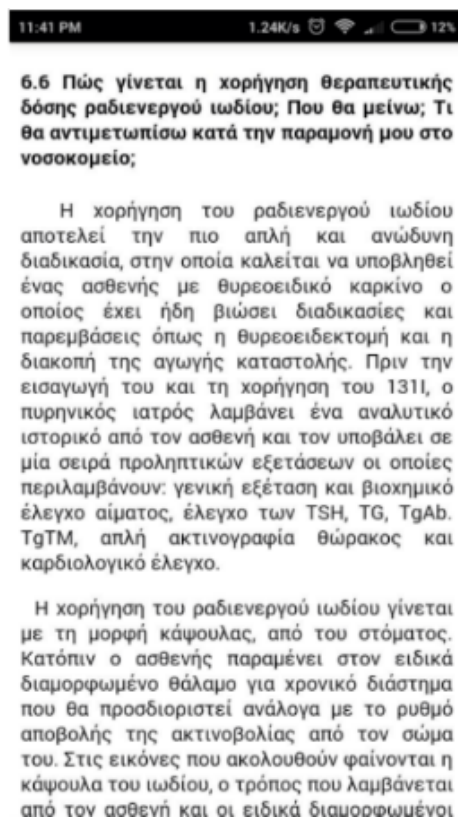 11:41 PM 1.24K/s 12%
6.6 Πώς γίνεται η χορήγηση θεραπευτικής
δόσης ραδιενεργού ιωδίου; Που θα μείνω; Τι
θα αντιμετωπίσω κατά την παραμονή μου στο
νοσοκομείο;
Η χορήγηση του ραδιενεργού ιωδίου
αποτελεί την πιο απλή και ανώδυνη
διαδικασία, στην οποία καλείται να υποβληθεί
ένας ασθενής με θυρεοειδικό καρκίνο ο
οποίος έχει ήδη βιώσει διαδικασίες και
παρεμβάσεις όπως η θυρεοειδεκτομή και η
διακοπή της αγωγής καταστολής. Πριν την
εισαγωγή του και τη χορήγηση του 131Ι, ο
πυρηνικός ιατρός λαμβάνει ένα αναλυτικό
ιστορικό από τον ασθενή και τον υποβάλει σε
μία σειρά προληπτικών εξετάσεων οι οποίες
περιλαμβάνουν: γενική εξέταση και βιοχημικό
έλεγχο αίματος, έλεγχο των TSH, TG, TgAb.
TgTM, απλή ακτινογραφία θώρακος και
καρδιολογικό έλεγχο.
Η χορήγηση του ραδιενεργού ιωδίου γίνεται
με τη μορφή κάψουλας, από του στόματος.
Κατόπιν ο ασθενής παραμένει στον ειδικά
διαμορφωμένο θάλαμο για χρονικό διάστημα
που θα προσδιοριστεί ανάλογα με το ρυθμό
αποβολής της ακτινοβολίας από τον σώμα
του. Στις εικόνες που ακολουθούν φαίνονται η
κάψουλα του ιωδίου, ο τρόπος που λαμβάνεται
από τον ασθενή και οι ειδικά διαμορφωμένοι